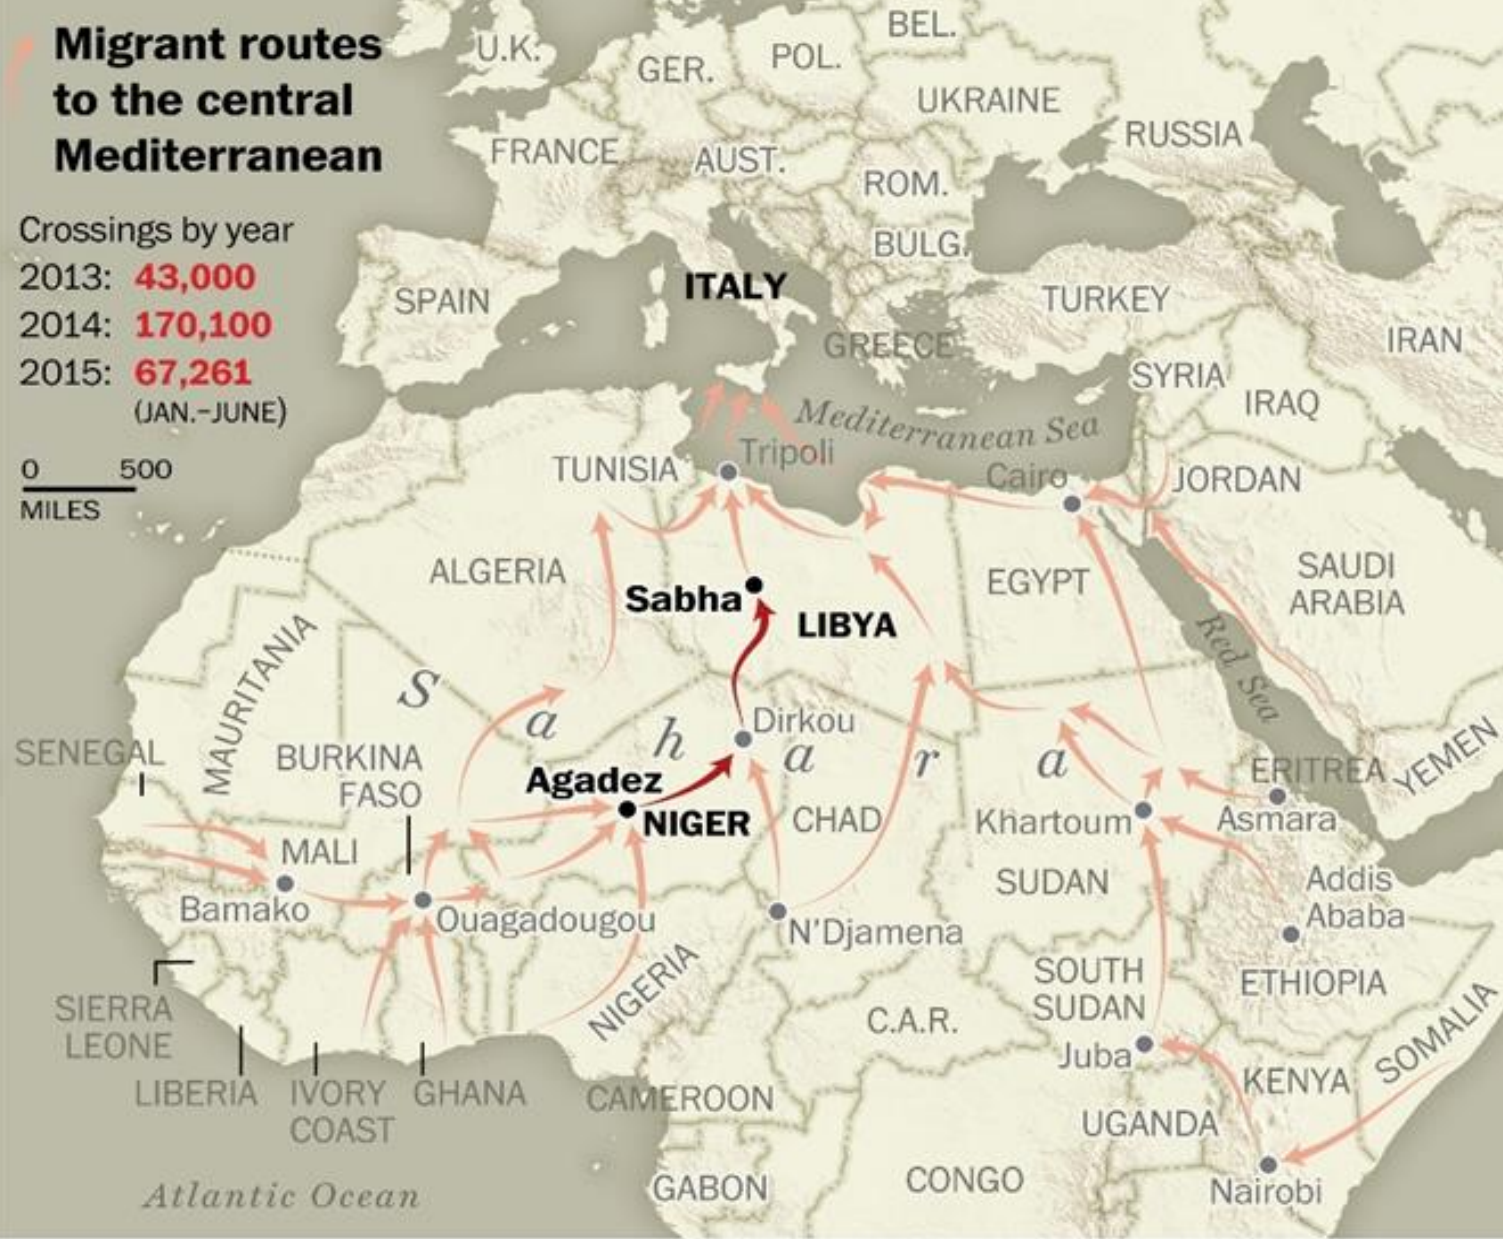 Migrant routes
to the central
Mediterranean
Crossings by year
2013: 43,000
2014: 170,100
2015: 67,261
(JAN.–JUNE)
0 500
MILES
U.K.
GER.
POL.
BEL.
UKRAINE
RUSSIA
FRANCE
AUST.
ROM.
BULG.
SPAIN
ITALY
GREECE
TURKEY
IRAN
SYRIA
IRAQ
Mediterranean Sea
Tripoli
TUNISIA
Cairo
JORDAN
ALGERIA
Sabha
LIBYA
EGYPT
SAUDI
ARABIA
Red Sea
MAURITANIA
S a h a r a
SENEGAL
BURKINA
FASO
Agadez
NIGER
Dirkou
CHAD
Khartoum
ERITREA
Asmara
YEMEN
MALI
Bamako
Ouagadougou
N'Djamena
SUDAN
Addis
Ababa
ETHIOPIA
NIGERIA
SOUTH
SUDAN
C.A.R.
Juba
SIERRA
LEONE
LIBERIA
IVORY
COAST
GHANA
CAMEROON
KENYA
SOMALIA
UGANDA
Atlantic Ocean
GABON
CONGO
Nairobi